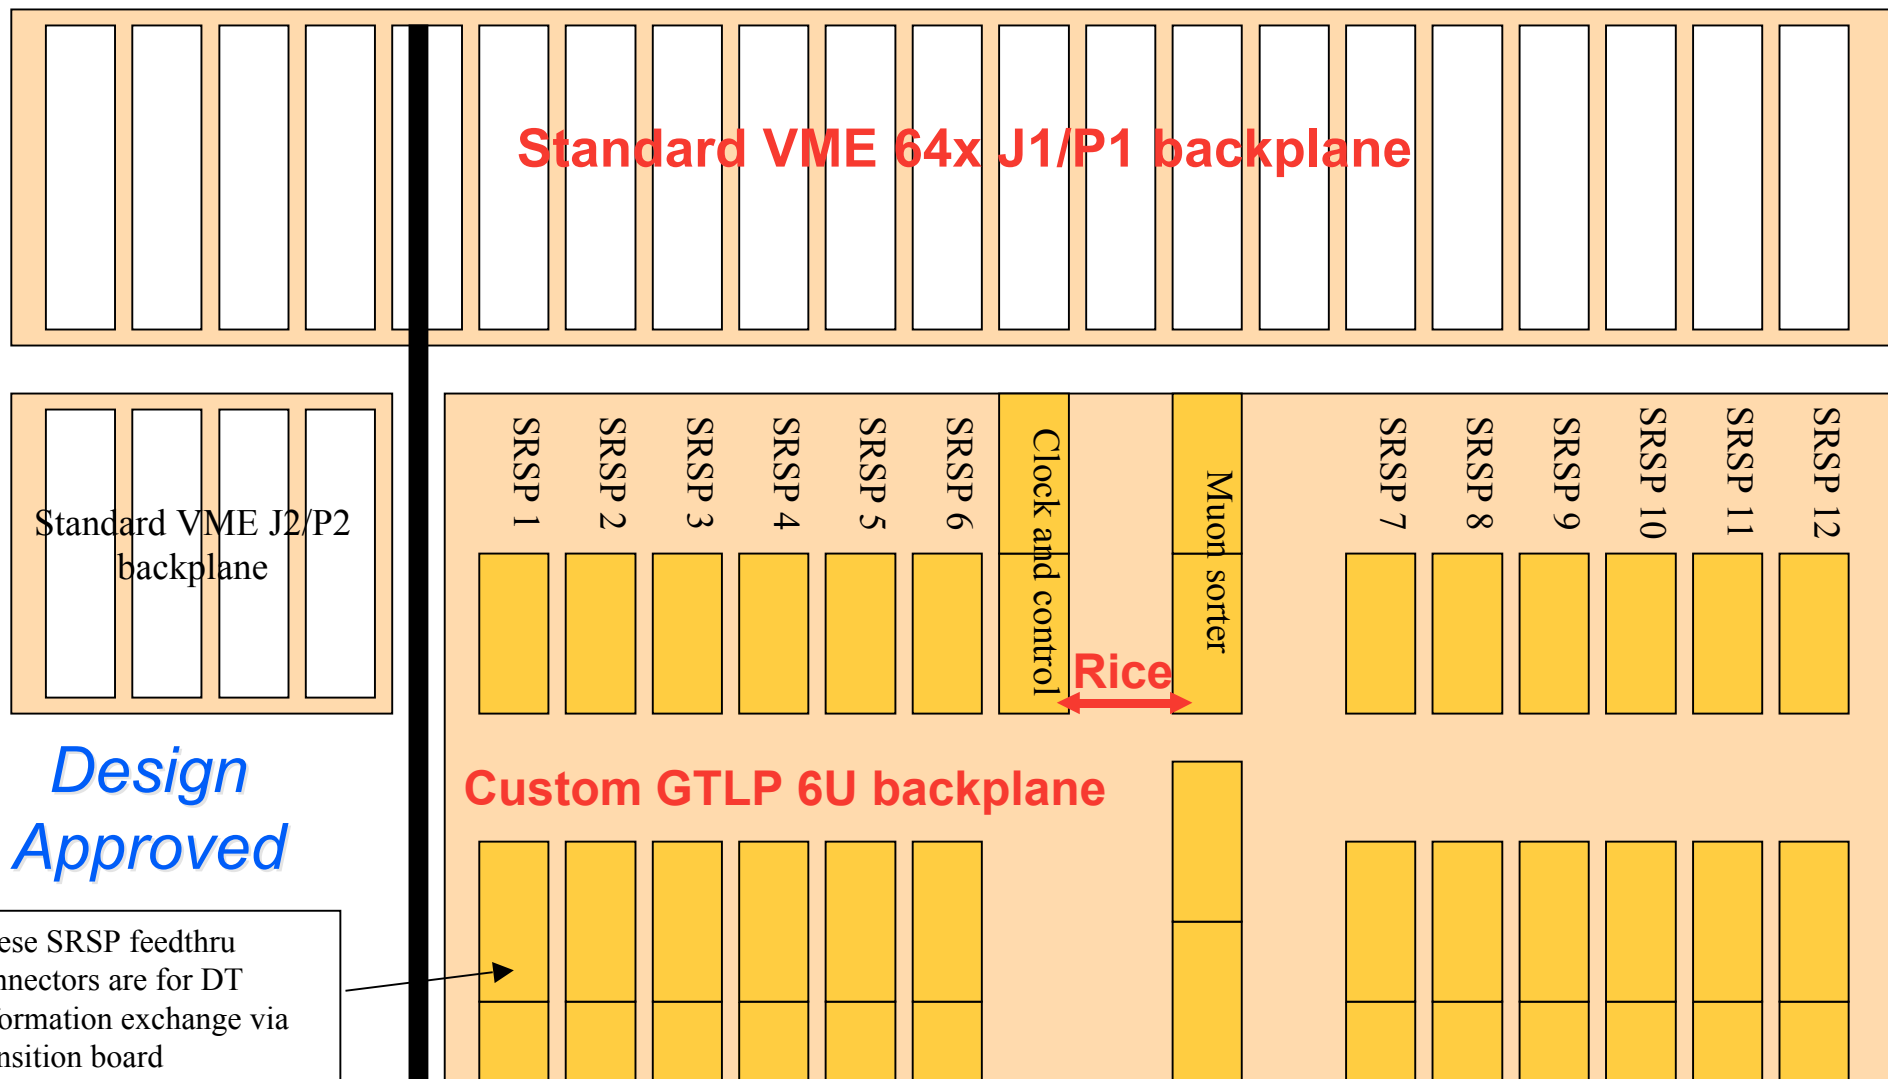 Standard VME 64x J1/P1 backplane
SRSP 1
SRSP 2
SRSP 3
SRSP 4
SRSP 5
SRSP 6
Clock and control
Muon sorter
SRSP 7
SRSP 8
SRSP 9
SRSP 10
SRSP 11
SRSP 12
Standard VME J2/P2
backplane
Rice
Custom GTLP 6U backplane
Design
Approved
ese SRSP feedthru
nnectors are for DT
formation exchange via
nsition board